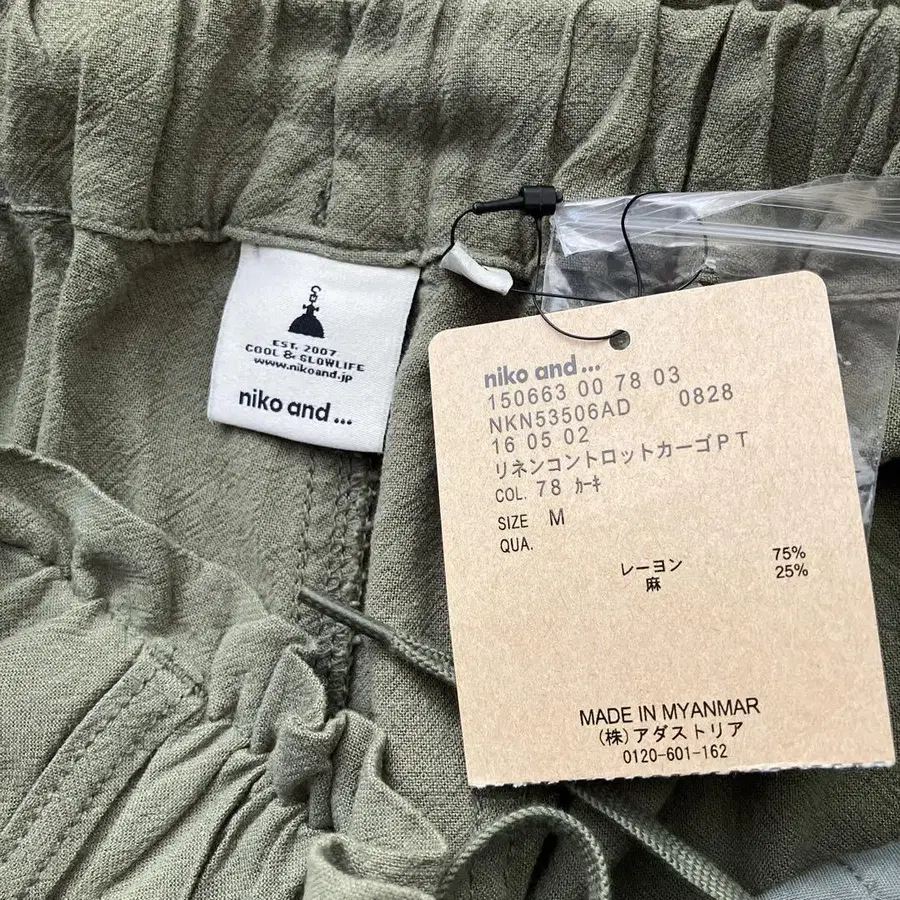 EST. 2007
COOL & SLOWLIFE
www.nikoand.jp
niko and ...
niko and ...
150663 00 78 03
NKN53506AD 0828
16 05 02
リネンコントロットカーゴPT
COL. 78 カーキ
SIZE M
QUA.
レーヨン 75%
麻 25%
MADE IN MYANMAR
(株)アダストリア
0120-601-162